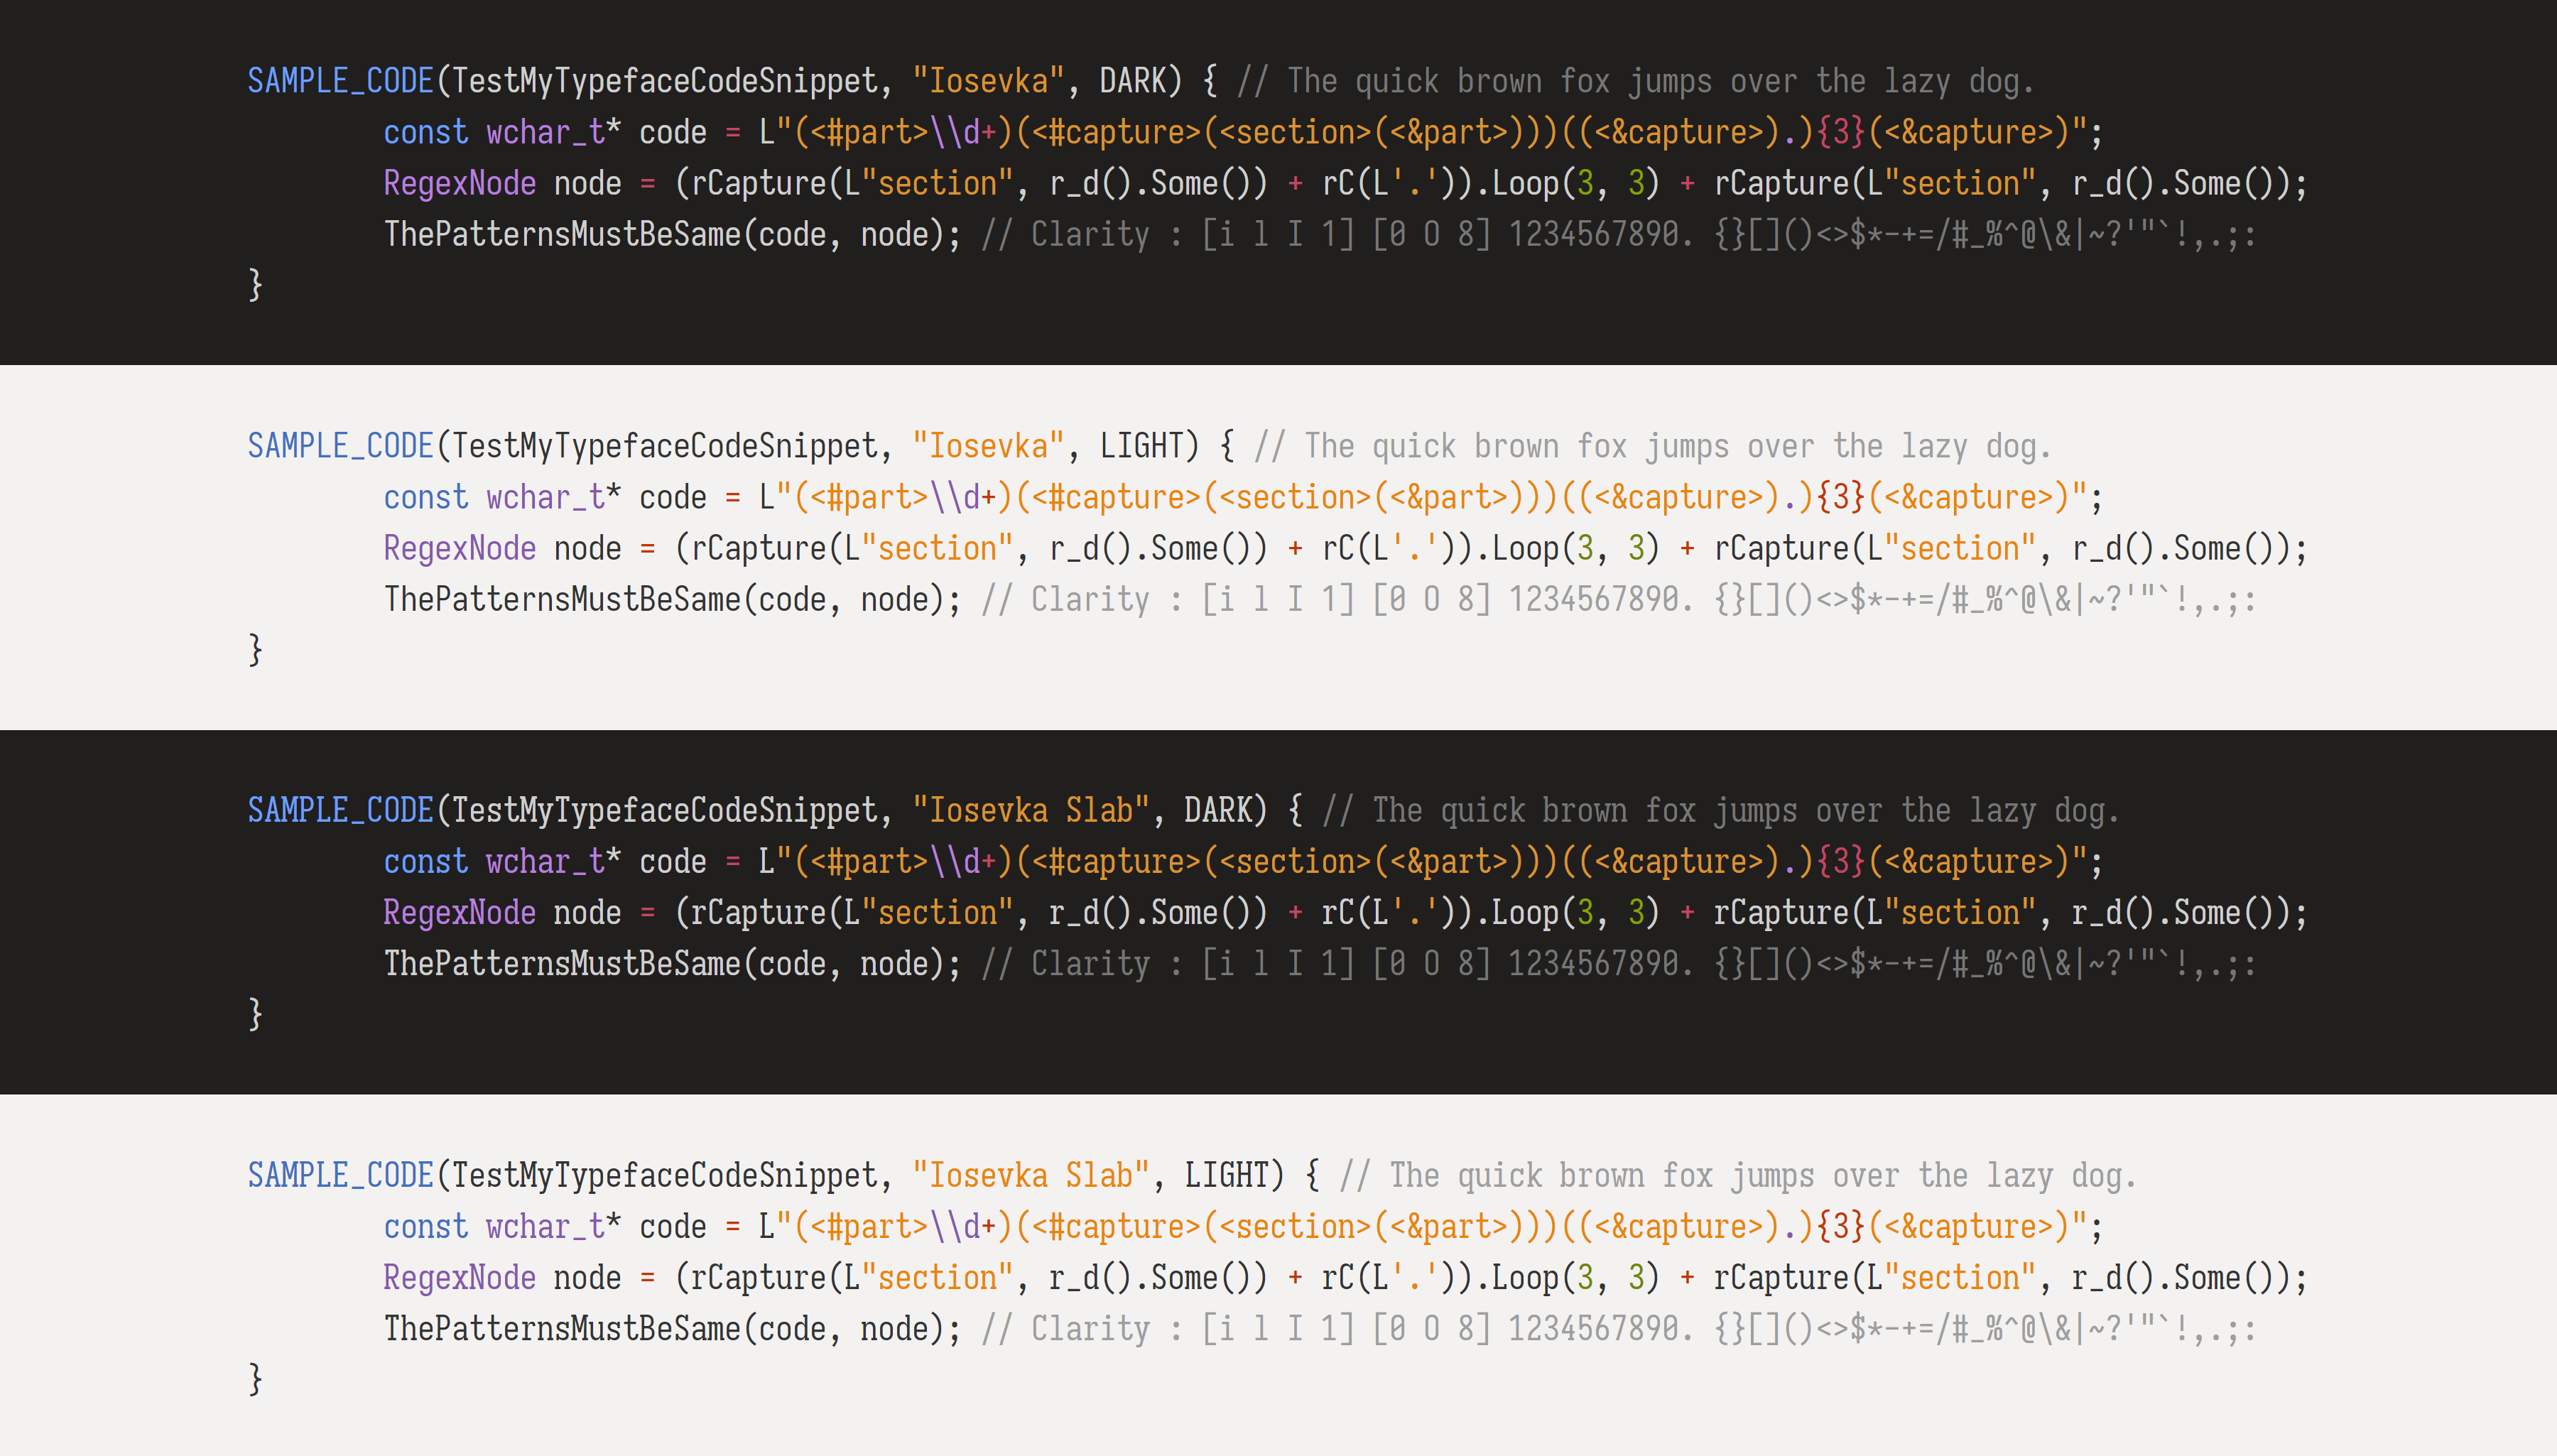 SAMPLE_CODE(TestMyTypefaceCodeSnippet, "Iosevka", DARK) { // The quick brown fox jumps over the lazy dog.
        const wchar_t* code = L"(<#part>\\d+)(<#capture>(<section>(<&part>)))((<&capture>).){3}(<&capture>)";
        RegexNode node = (rCapture(L"section", r_d().Some()) + rC(L'.')).Loop(3, 3) + rCapture(L"section", r_d().Some());
        ThePatternsMustBeSame(code, node); // Clarity : [i l I 1] [0 O 8] 1234567890. {}[]()<>$*-+=/#_%^@\&|~?'"`!,.;:
}
SAMPLE_CODE(TestMyTypefaceCodeSnippet, "Iosevka", LIGHT) { // The quick brown fox jumps over the lazy dog.
        const wchar_t* code = L"(<#part>\\d+)(<#capture>(<section>(<&part>)))((<&capture>).){3}(<&capture>)";
        RegexNode node = (rCapture(L"section", r_d().Some()) + rC(L'.')).Loop(3, 3) + rCapture(L"section", r_d().Some());
        ThePatternsMustBeSame(code, node); // Clarity : [i l I 1] [0 O 8] 1234567890. {}[]()<>$*-+=/#_%^@\&|~?'"`!,.;:
}
SAMPLE_CODE(TestMyTypefaceCodeSnippet, "Iosevka Slab", DARK) { // The quick brown fox jumps over the lazy dog.
        const wchar_t* code = L"(<#part>\\d+)(<#capture>(<section>(<&part>)))((<&capture>).){3}(<&capture>)";
        RegexNode node = (rCapture(L"section", r_d().Some()) + rC(L'.')).Loop(3, 3) + rCapture(L"section", r_d().Some());
        ThePatternsMustBeSame(code, node); // Clarity : [i l I 1] [0 O 8] 1234567890. {}[]()<>$*-+=/#_%^@\&|~?'"`!,.;:
}
SAMPLE_CODE(TestMyTypefaceCodeSnippet, "Iosevka Slab", LIGHT) { // The quick brown fox jumps over the lazy dog.
        const wchar_t* code = L"(<#part>\\d+)(<#capture>(<section>(<&part>)))((<&capture>).){3}(<&capture>)";
        RegexNode node = (rCapture(L"section", r_d().Some()) + rC(L'.')).Loop(3, 3) + rCapture(L"section", r_d().Some());
        ThePatternsMustBeSame(code, node); // Clarity : [i l I 1] [0 O 8] 1234567890. {}[]()<>$*-+=/#_%^@\&|~?'"`!,.;:
}